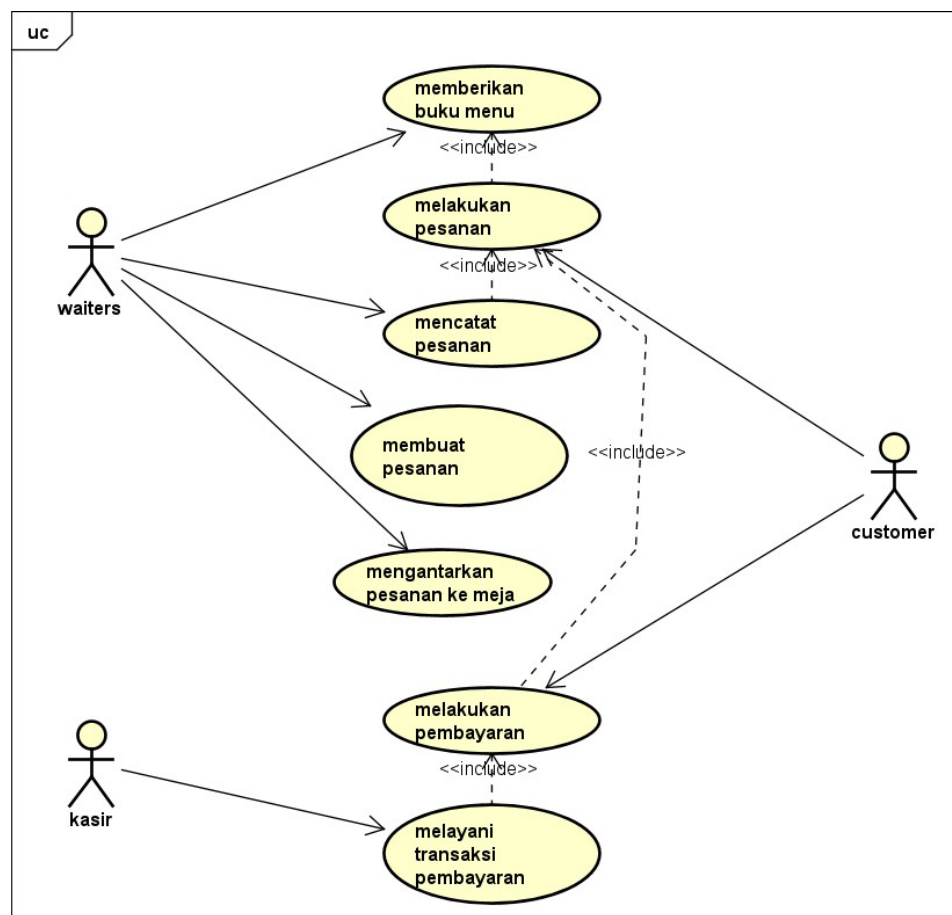 uc
memberikan
buku menu
<<include>>
melakukan
pesanan
<<include>>
waiters
mencatat
pesanan
membuat
pesanan
<<include>>
customer
mengantarkan
pesanan ke meja
melakukan
pembayaran
<<include>>
kasir
melayani
transaksi
pembayaran